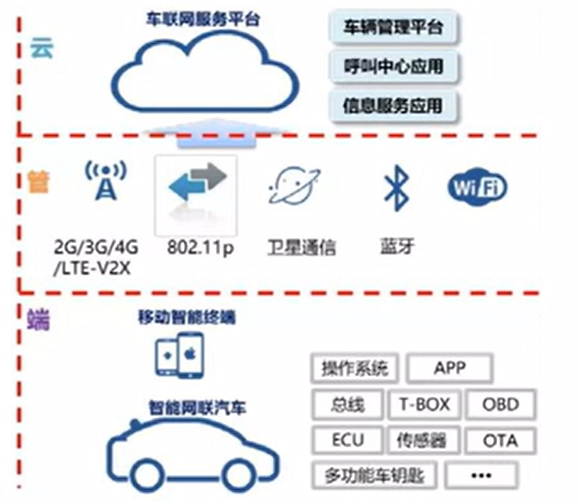 云
车联网服务平台
车辆管理平台
呼叫中心应用
信息服务应用
管
2G/3G/4G
/LTE-V2X
802.11p
卫星通信
蓝牙
WiFi
端
移动智能终端
智能网联汽车
操作系统
APP
总线
T-BOX
OBD
ECU
传感器
OTA
多功能车钥匙
•••